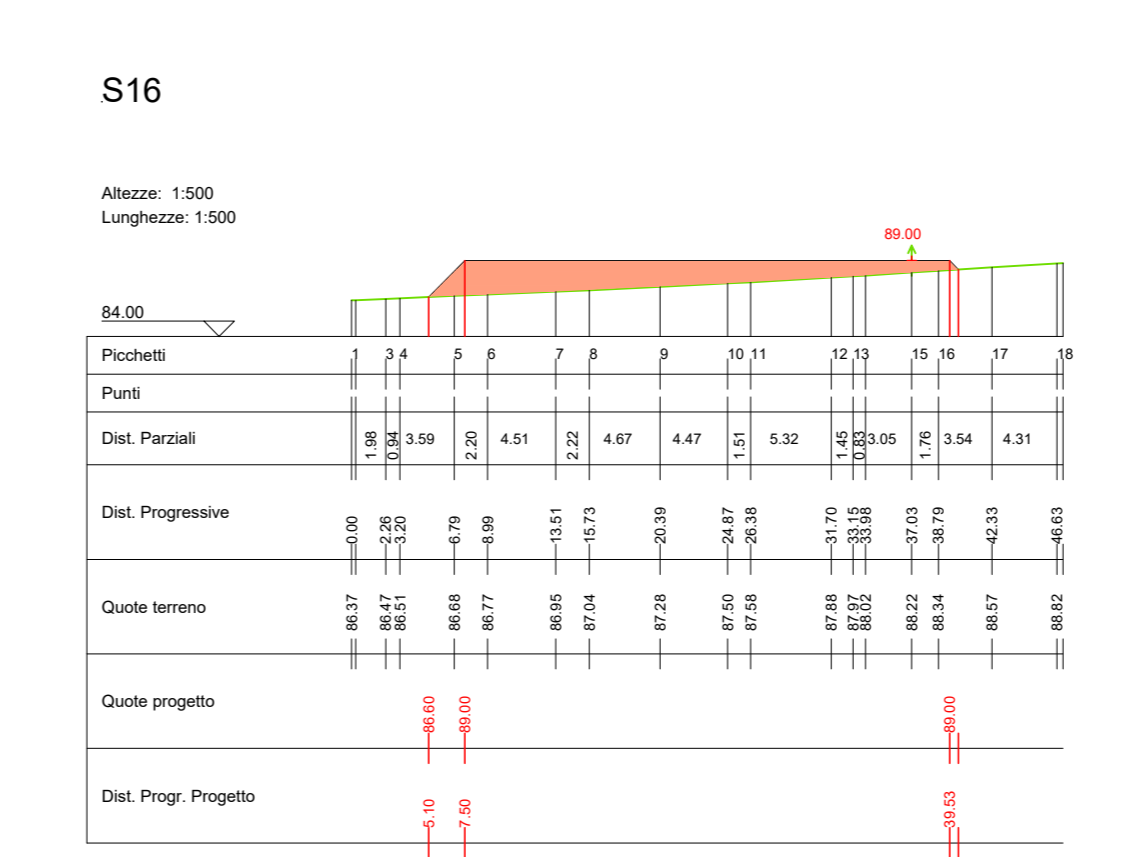 S16
Altezze: 1:500
Lunghezze: 1:500
89.00
84.00
Picchetti 1 3 4 5 6 7 8 9 10 11 12 13 15 16 17 18
Punti
Dist. Parziali 1.98 0.94 3.59 2.20 4.51 2.22 4.67 4.47 1.51 5.32 1.45 0.83 3.05 1.76 3.54 4.31
Dist. Progressive 0.00 2.26 3.20 6.79 8.99 13.51 15.73 20.39 24.87 26.38 31.70 33.15 33.98 37.03 38.79 42.33 46.63
Quote terreno 86.37 86.47 86.51 86.68 86.77 86.95 87.04 87.28 87.50 87.58 87.88 87.97 88.02 88.22 88.34 88.57 88.82
Quote progetto 86.60 89.00 89.00
Dist. Progr. Progetto 5.10 7.50 39.53